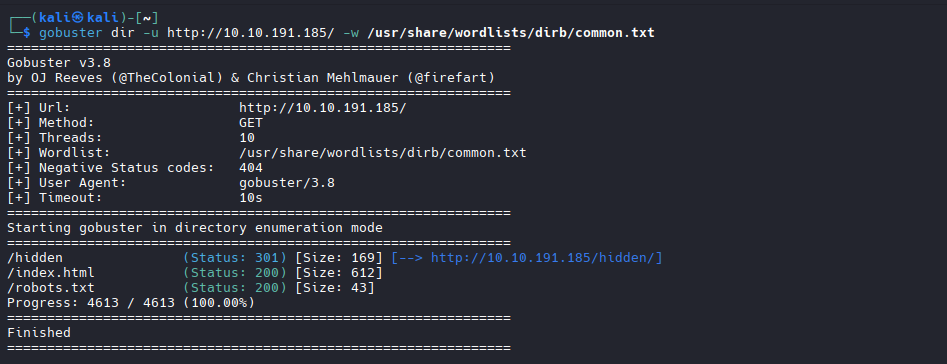 ┌──(kali㉿kali)-[~]
└─$ gobuster dir -u http://10.10.191.185/ -w /usr/share/wordlists/dirb/common.txt
===============================================================
Gobuster v3.8
by OJ Reeves (@TheColonial) & Christian Mehlmauer (@firefart)
===============================================================
[+] Url:                     http://10.10.191.185/
[+] Method:                  GET
[+] Threads:                 10
[+] Wordlist:                /usr/share/wordlists/dirb/common.txt
[+] Negative Status codes:   404
[+] User Agent:              gobuster/3.8
[+] Timeout:                 10s
===============================================================
Starting gobuster in directory enumeration mode
===============================================================
/hidden               (Status: 301) [Size: 169] [--> http://10.10.191.185/hidden/]
/index.html           (Status: 200) [Size: 612]
/robots.txt           (Status: 200) [Size: 43]
Progress: 4613 / 4613 (100.00%)
===============================================================
Finished
===============================================================